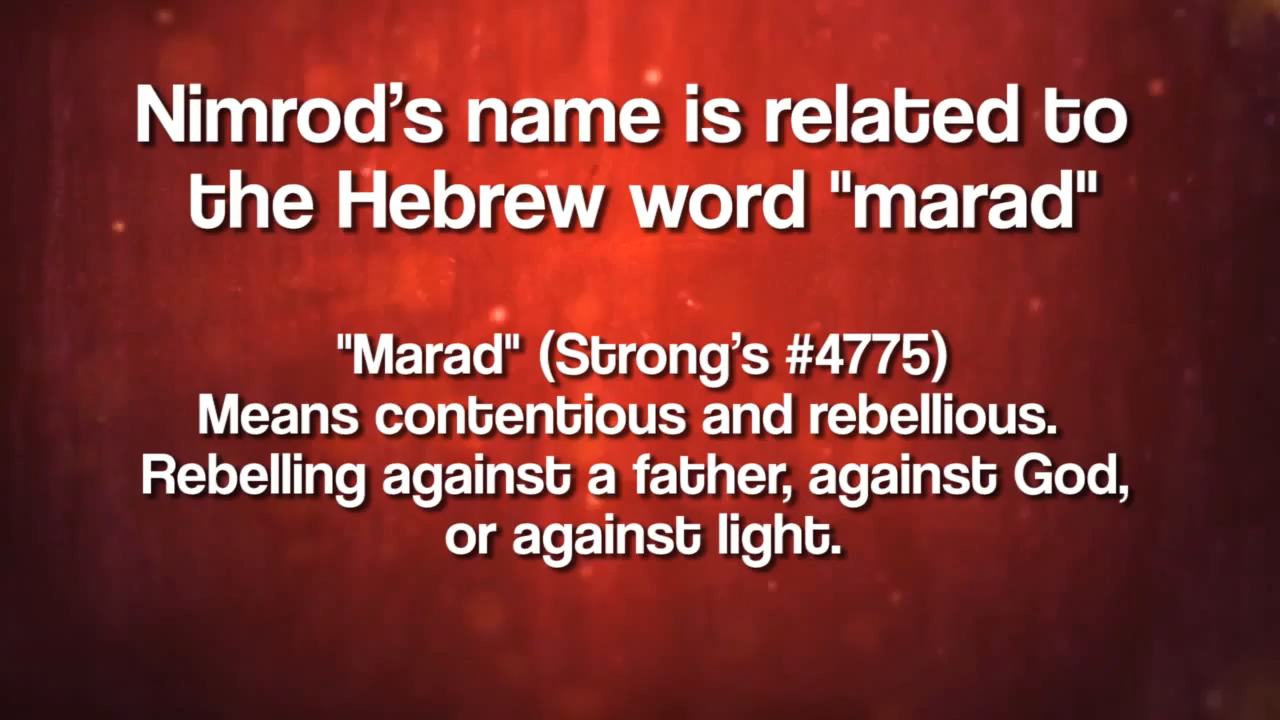 Nimrod’s name is related to
the Hebrew word "marad"
"Marad" (Strong’s #4775)
Means contentious and rebellious.
Rebelling against a father, against God,
or against light.